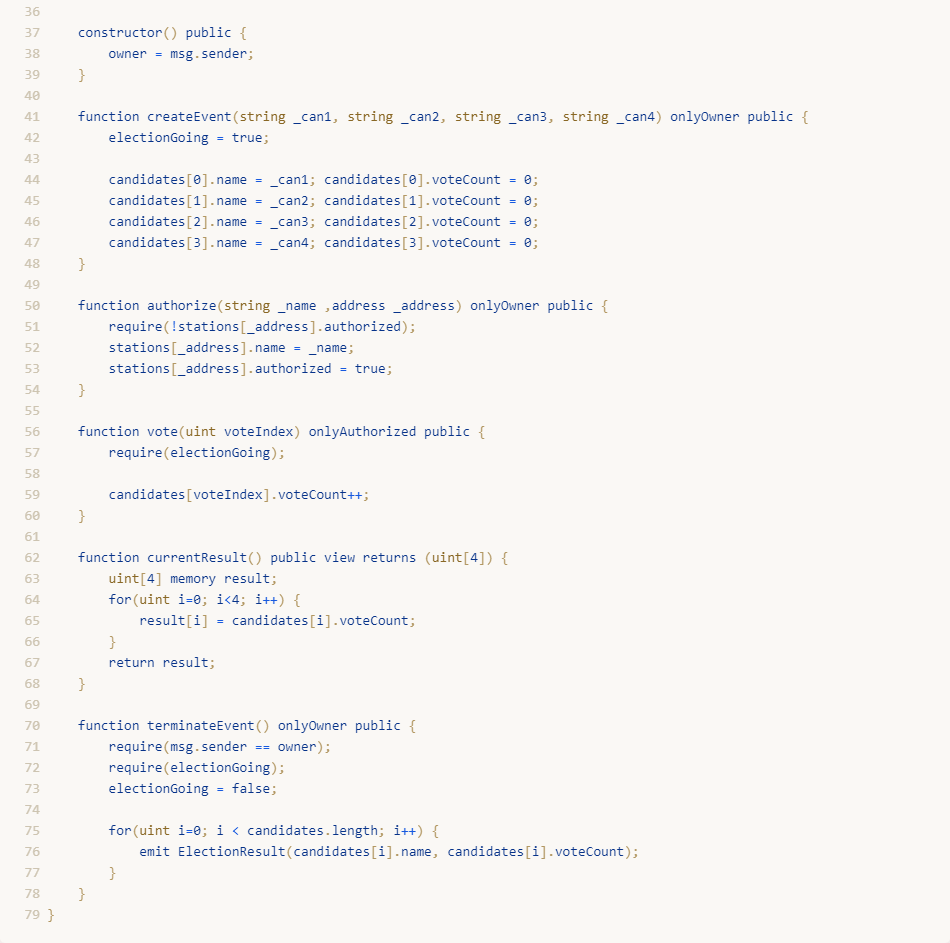 36
37     constructor() public {
38         owner = msg.sender;
39     }
40
41     function createEvent(string _can1, string _can2, string _can3, string _can4) onlyOwner public {
42         electionGoing = true;
43
44         candidates[0].name = _can1; candidates[0].voteCount = 0;
45         candidates[1].name = _can2; candidates[1].voteCount = 0;
46         candidates[2].name = _can3; candidates[2].voteCount = 0;
47         candidates[3].name = _can4; candidates[3].voteCount = 0;
48     }
49
50     function authorize(string _name ,address _address) onlyOwner public {
51         require(!stations[_address].authorized);
52         stations[_address].name = _name;
53         stations[_address].authorized = true;
54     }
55
56     function vote(uint voteIndex) onlyAuthorized public {
57         require(electionGoing);
58
59         candidates[voteIndex].voteCount++;
60     }
61
62     function currentResult() public view returns (uint[4]) {
63         uint[4] memory result;
64         for(uint i=0; i<4; i++) {
65             result[i] = candidates[i].voteCount;
66         }
67         return result;
68     }
69
70     function terminateEvent() onlyOwner public {
71         require(msg.sender == owner);
72         require(electionGoing);
73         electionGoing = false;
74
75         for(uint i=0; i < candidates.length; i++) {
76             emit ElectionResult(candidates[i].name, candidates[i].voteCount);
77         }
78     }
79 }